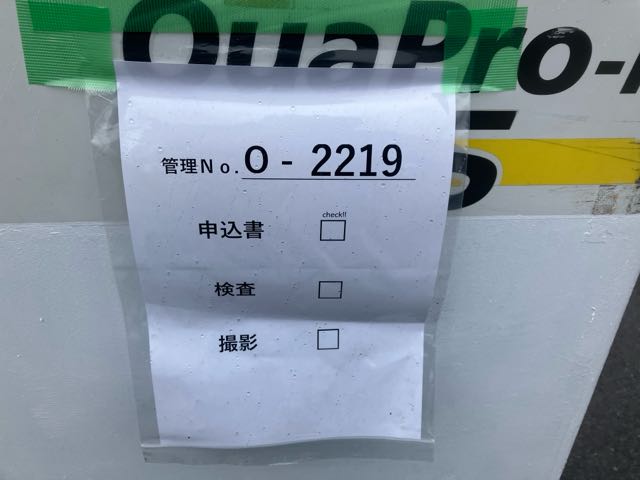 QuaPro-
管理No. O - 2219
check!!
申込書 □
検査 □
撮影 □